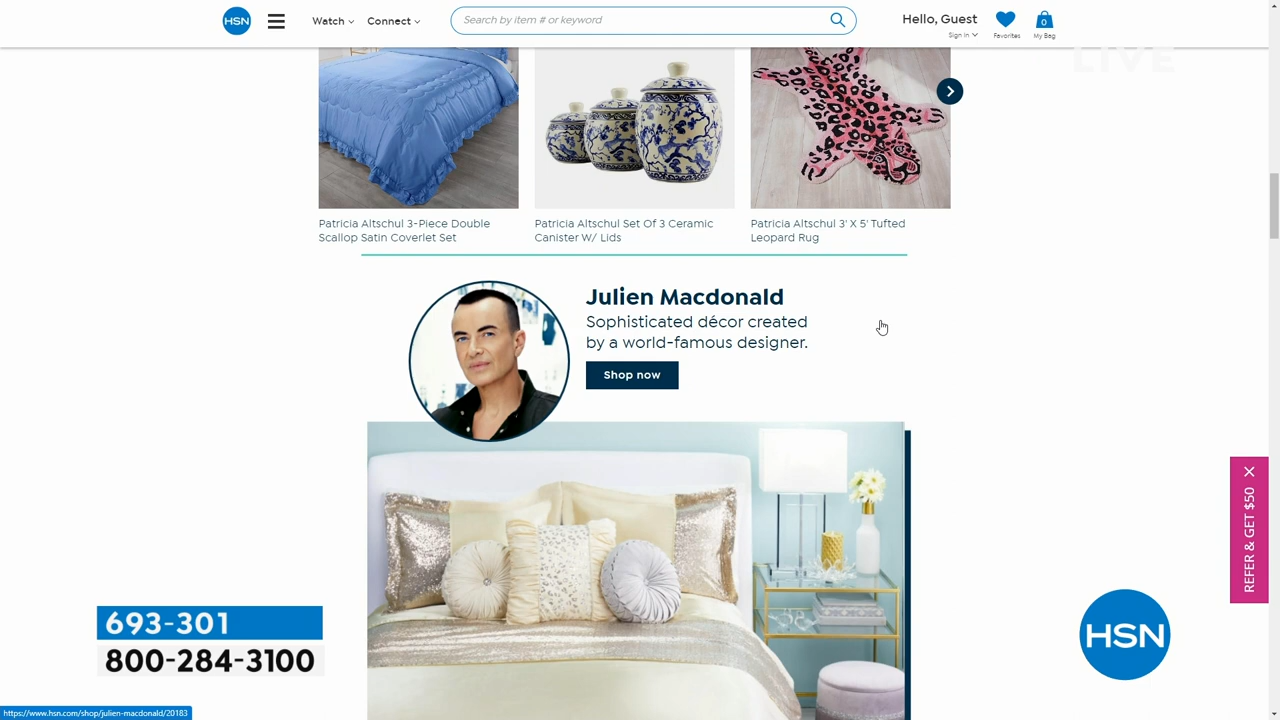 HSN
Watch
Connect
Search by item # or keyword
Hello, Guest
Sign In
Favorites
0
My Bag
LIVE
Patricia Altschul 3-Piece Double
Scallop Satin Coverlet Set
Patricia Altschul Set Of 3 Ceramic
Canister W/ Lids
Patricia Altschul 3' X 5' Tufted
Leopard Rug
Julien Macdonald
Sophisticated décor created
by a world-famous designer.
Shop now
REFER & GET $50
693-301
800-284-3100
HSN
https://www.hsn.com/shop/julien-macdonald/20183